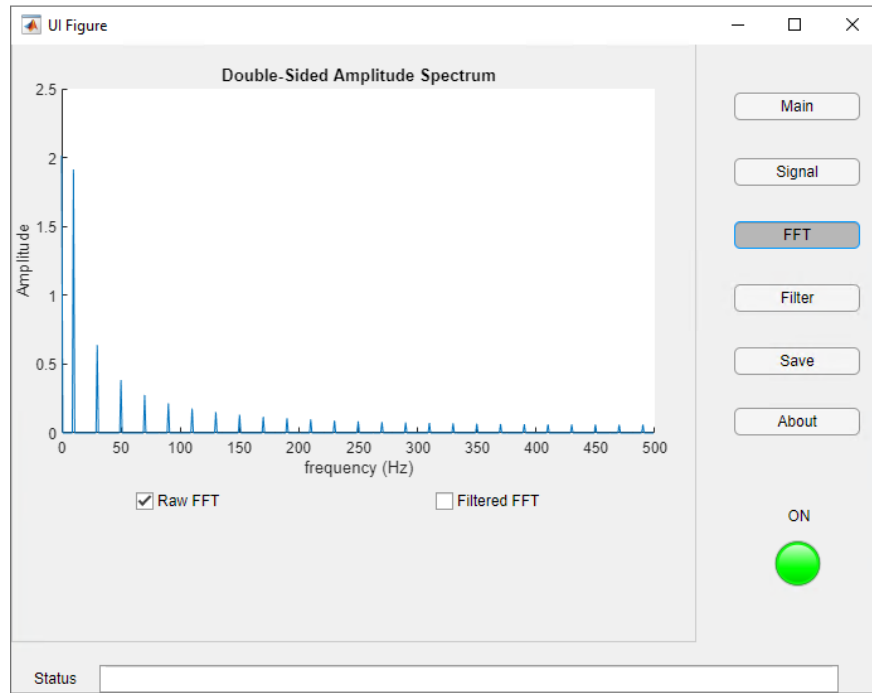 UI Figure
Double-Sided Amplitude Spectrum
2.5
2
1.5
1
0.5
0
Amplitude
0 50 100 150 200 250 300 350 400 450 500
frequency (Hz)
Raw FFT
Filtered FFT
Main
Signal
FFT
Filter
Save
About
ON
Status